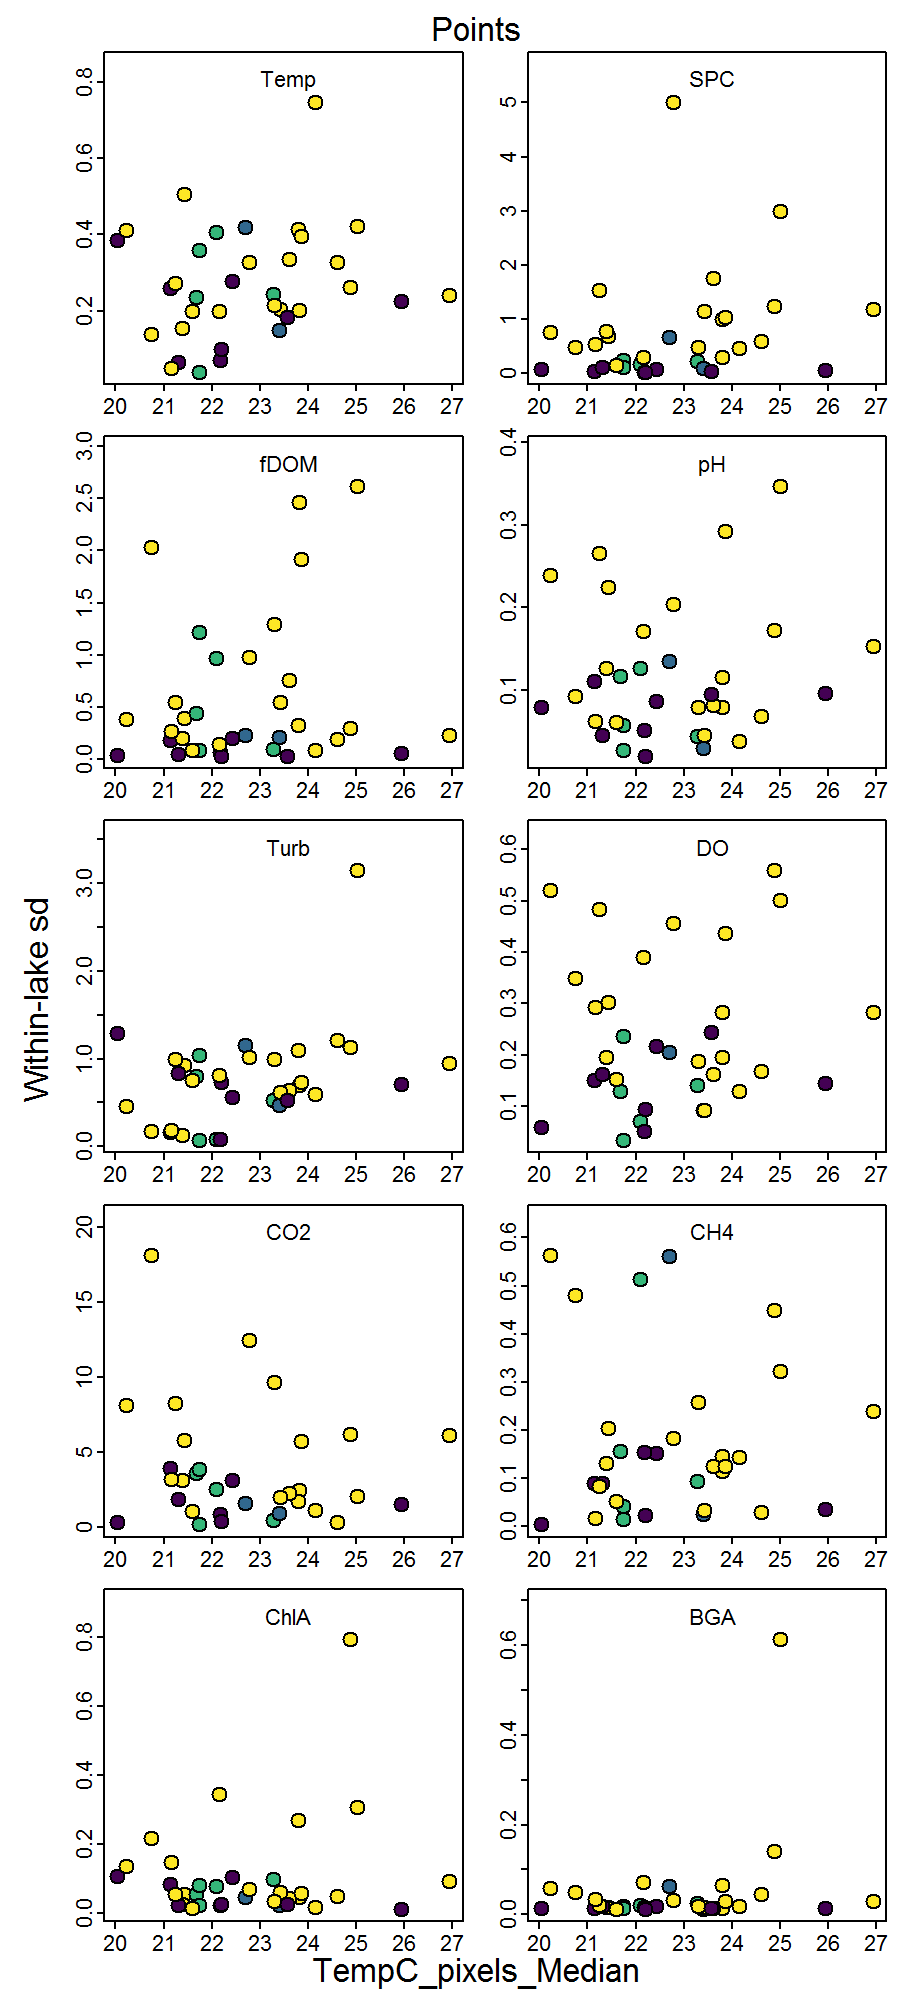 Points
Temp
0.2 0.4 0.6 0.8
20 21 22 23 24 25 26 27
SPC
0 1 2 3 4 5
20 21 22 23 24 25 26 27
fDOM
0.0 0.5 1.0 1.5 2.0 2.5 3.0
20 21 22 23 24 25 26 27
pH
0.1 0.2 0.3 0.4
20 21 22 23 24 25 26 27
Within-lake sd
Turb
0.0 1.0 2.0 3.0
20 21 22 23 24 25 26 27
DO
0.1 0.2 0.3 0.4 0.5 0.6
20 21 22 23 24 25 26 27
CO2
0 5 10 15 20
20 21 22 23 24 25 26 27
CH4
0.0 0.1 0.2 0.3 0.4 0.5 0.6
20 21 22 23 24 25 26 27
ChlA
0.0 0.2 0.4 0.6 0.8
20 21 22 23 24 25 26 27
BGA
0.0 0.2 0.4 0.6
20 21 22 23 24 25 26 27
TempC_pixels_Median